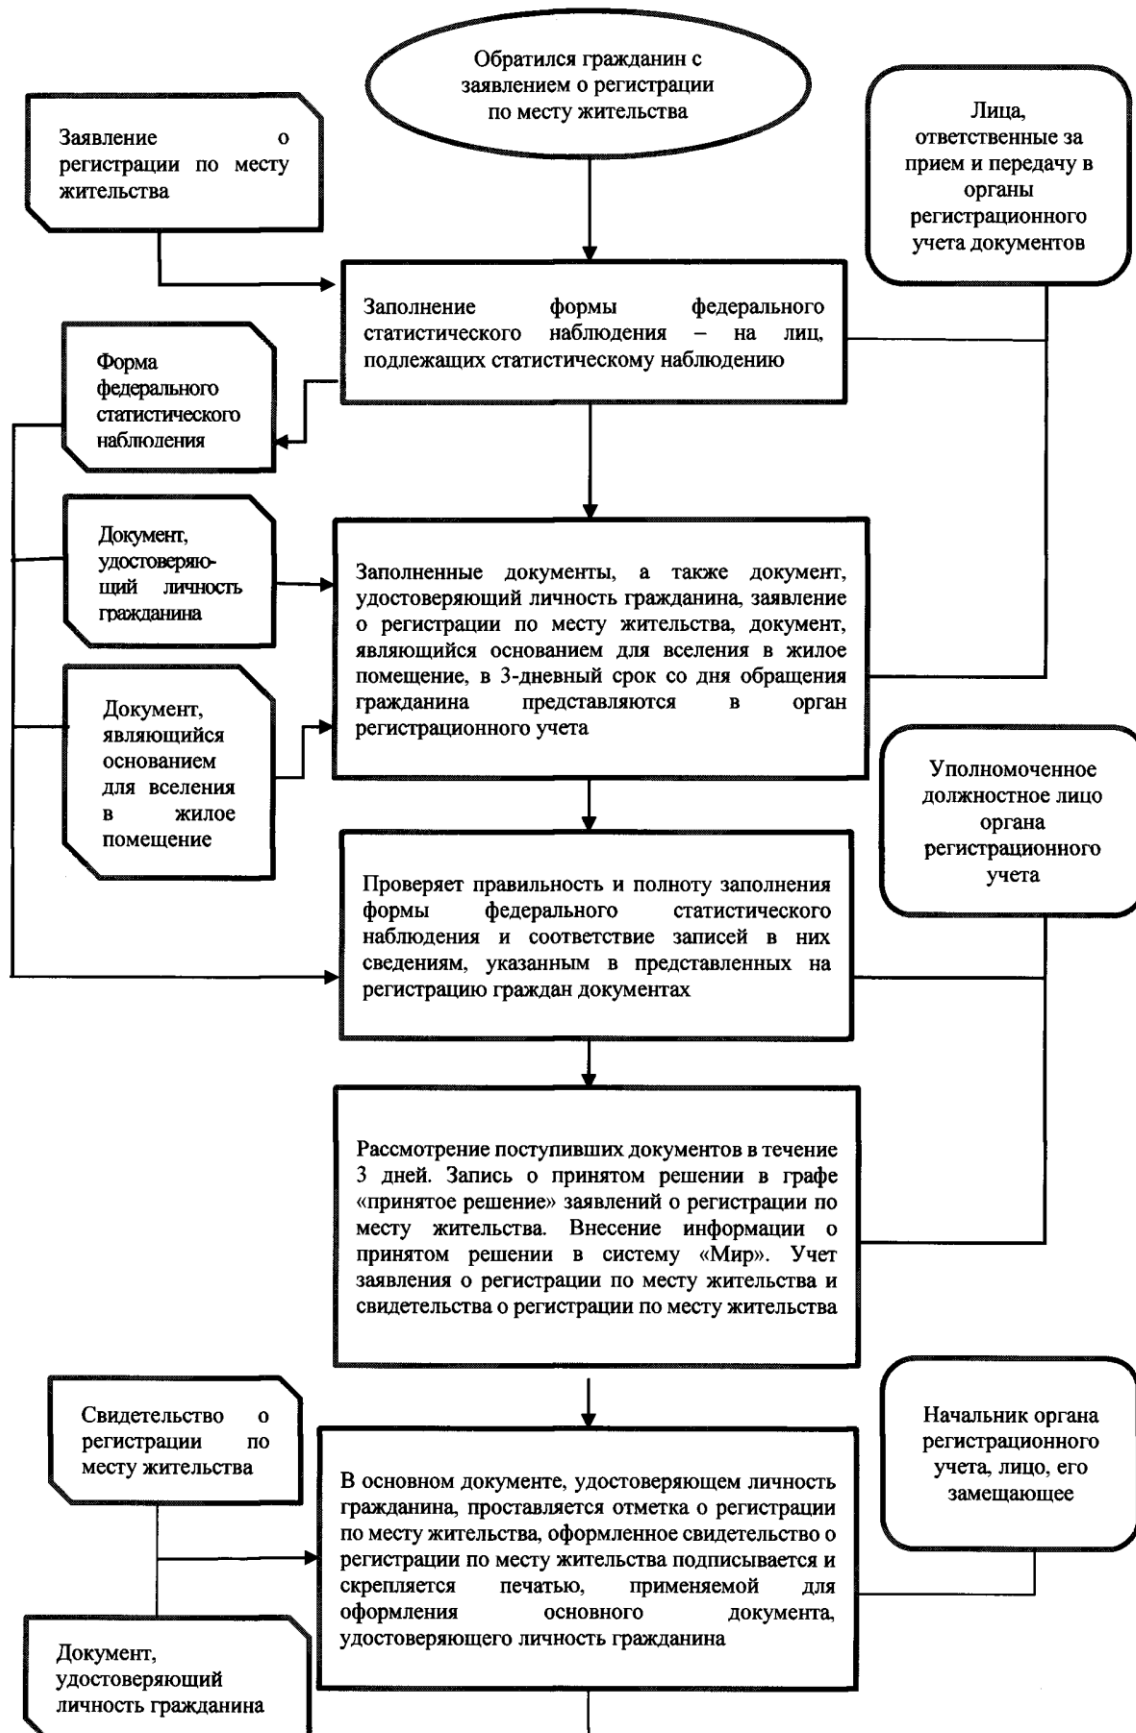 Обратился гражданин с
заявлением о регистрации
по месту жительства
Заявление о
регистрации по месту
жительства
Лица,
ответственные за
прием и передачу в
органы
регистрационного
учета документов
Заполнение формы федерального
статистического наблюдения – на лиц,
подлежащих статистическому наблюдению
Форма
федерального
статистического
наблюдения
Документ,
удостоверяю-
щий личность
гражданина
Заполненные документы, а также документ,
удостоверяющий личность гражданина, заявление
о регистрации по месту жительства, документ,
являющийся основанием для вселения в жилое
помещение, в 3-дневный срок со дня обращения
гражданина представляются в орган
регистрационного учета
Документ,
являющийся
основанием
для вселения
в жилое
помещение
Уполномоченное
должностное лицо
органа
регистрационного
учета
Проверяет правильность и полноту заполнения
формы федерального статистического
наблюдения и соответствие записей в них
сведениям, указанным в представленных на
регистрацию граждан документах
Рассмотрение поступивших документов в течение
3 дней. Запись о принятом решении в графе
«принятое решение» заявлений о регистрации по
месту жительства. Внесение информации о
принятом решении в систему «Мир». Учет
заявления о регистрации по месту жительства и
свидетельства о регистрации по месту жительства
Свидетельство о
регистрации по
месту жительства
Начальник органа
регистрационного
учета, лицо, его
замещающее
В основном документе, удостоверяющем личность
гражданина, проставляется отметка о регистрации
по месту жительства, оформленное свидетельство о
регистрации по месту жительства подписывается и
скрепляется печатью, применяемой для
оформления основного документа,
удостоверяющего личность гражданина
Документ,
удостоверяющий
личность гражданина